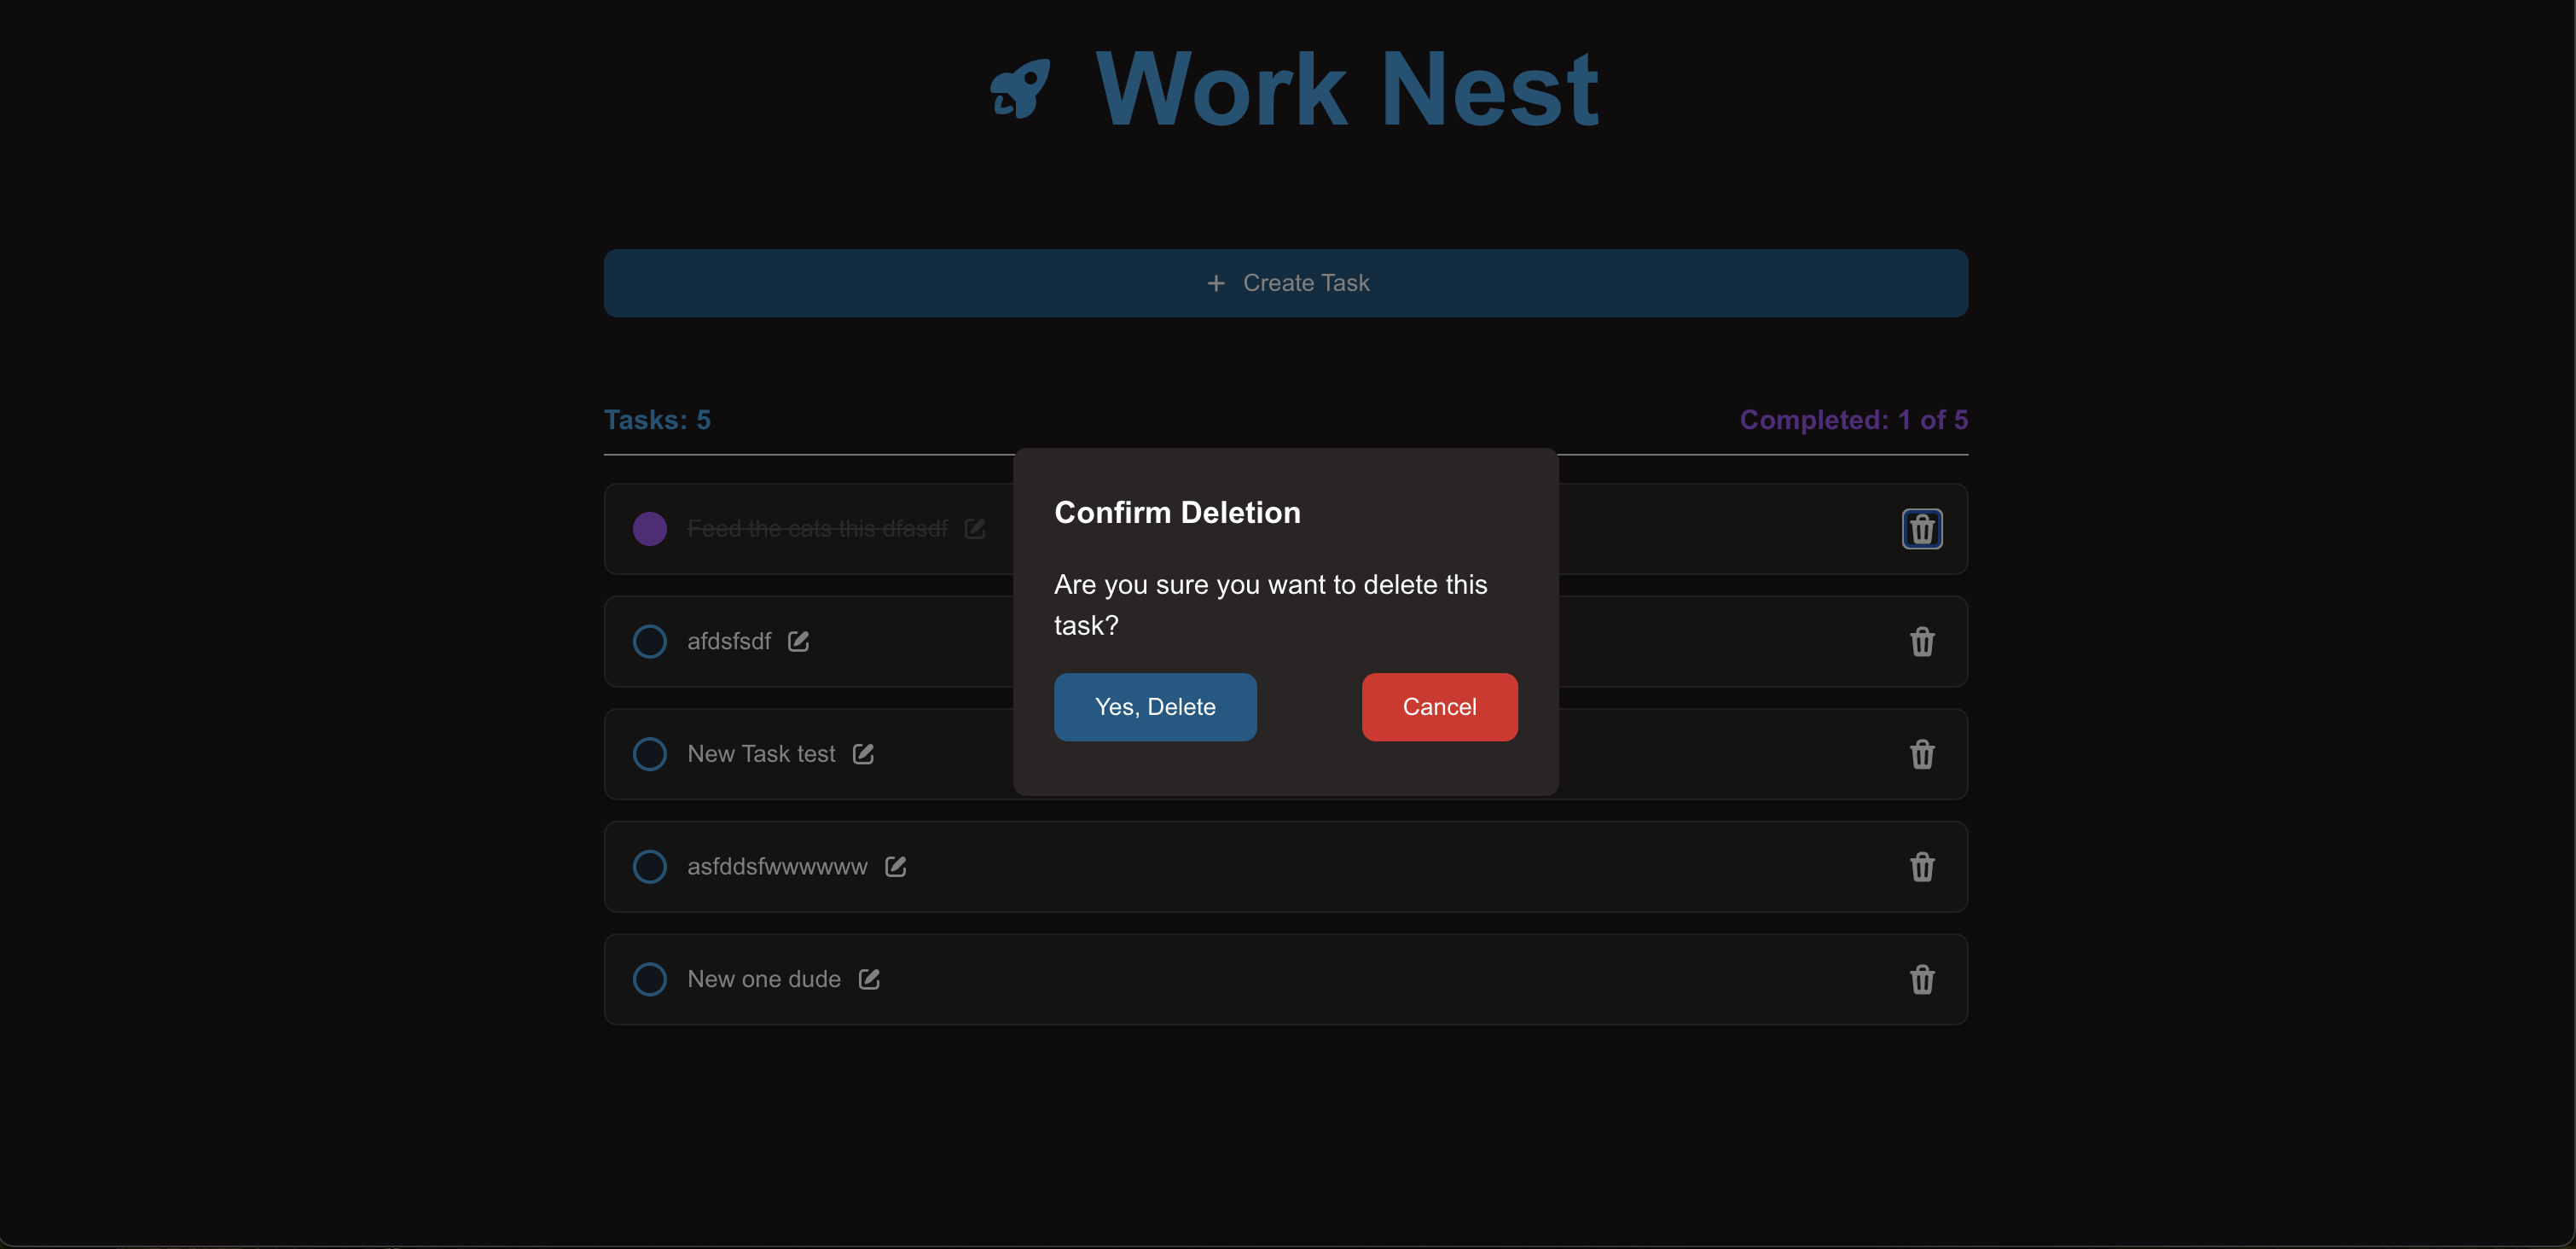 Work Nest
+ Create Task
Tasks: 5
Completed: 1 of 5
Feed the cats this dfasdf
afdsfsdf
New Task test
asfddsfwwwwww
New one dude
Confirm Deletion
Are you sure you want to delete this
task?
Yes, Delete
Cancel